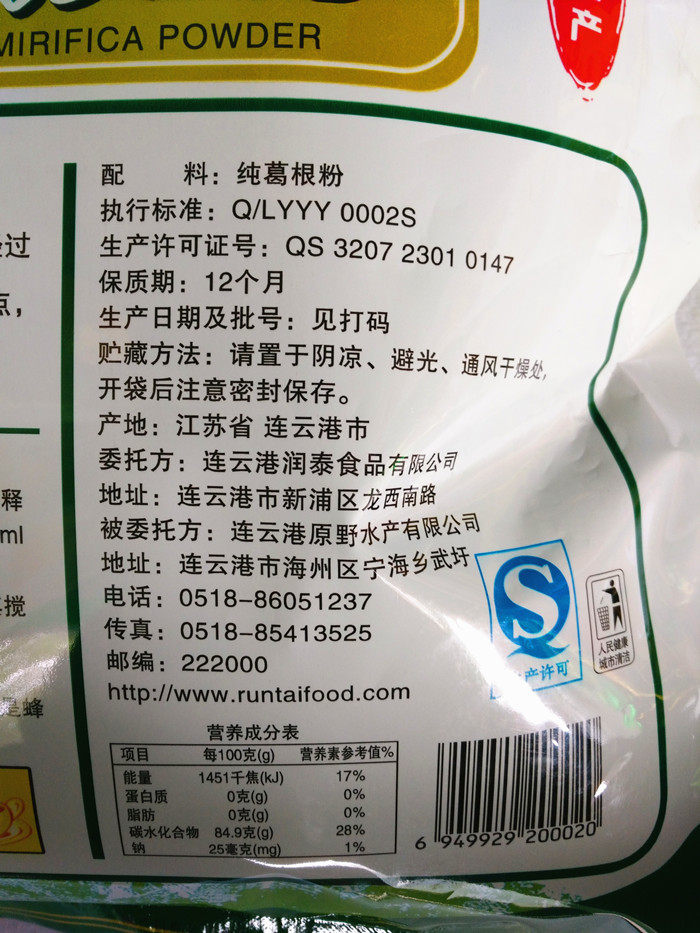 MIRIFICA POWDER
产
配 料：纯葛根粉
执行标准：Q/LYYY 0002S
生产许可证号：QS 3207 2301 0147
保质期：12个月
生产日期及批号：见打码
贮藏方法：请置于阴凉、避光、通风干燥处,
开袋后注意密封保存。
产地：江苏省 连云港市
委托方：连云港润泰食品有限公司
地址：连云港市新浦区龙西南路
被委托方：连云港原野水产有限公司
地址：连云港市海州区宁海乡武圩
电话：0518-86051237
传真：0518-85413525
邮编：222000
http://www.runtaifood.com
过
点，
释
ml
搅
是蜂
产许可
人民健康
城市清洁
营养成分表
项目 每100克(g) 营养素参考值%
能量 1451千焦(kJ) 17%
蛋白质 0克(g) 0%
脂肪 0克(g) 0%
碳水化合物 84.9克(g) 28%
钠 25毫克(mg) 1%
6 949929 200020